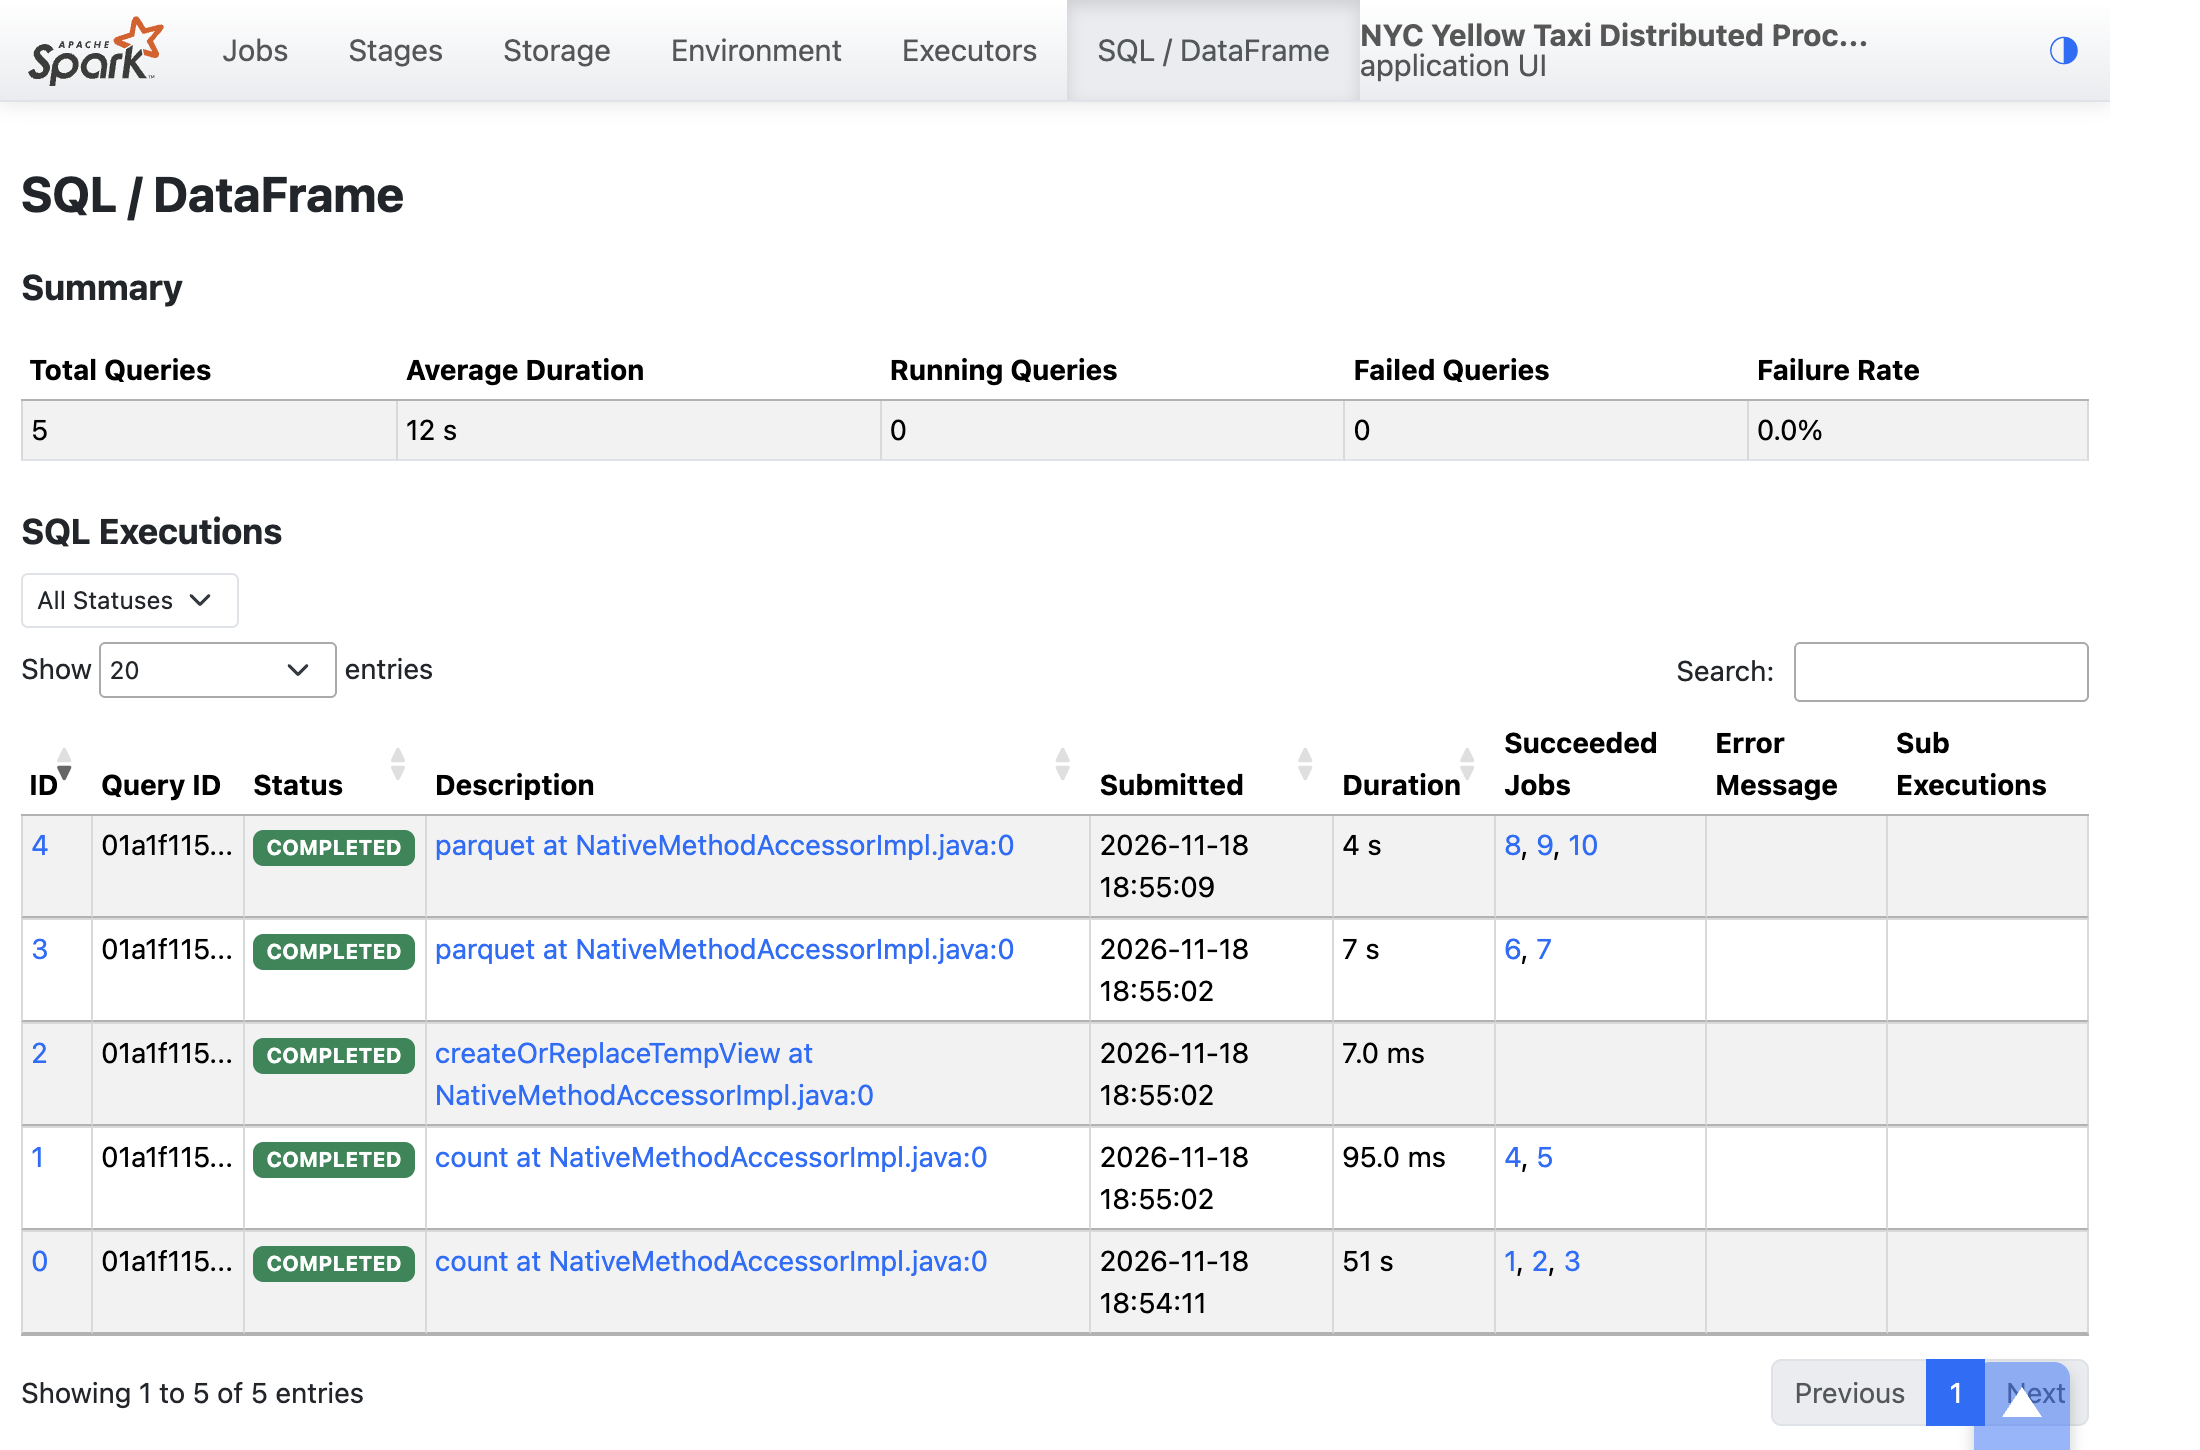 APACHE
Spark™
Jobs
Stages
Storage
Environment
Executors
SQL / DataFrame
NYC Yellow Taxi Distributed Proc...
application UI
SQL / DataFrame
Summary
Total Queries Average Duration Running Queries Failed Queries Failure Rate
5 12 s 0 0 0.0%
SQL Executions
All Statuses
Show 20 entries
Search:
ID Query ID Status Description Submitted Duration Succeeded Jobs Error Message Sub Executions
4 01a1f115... COMPLETED parquet at NativeMethodAccessorImpl.java:0 2026-11-18 18:55:09 4 s 8, 9, 10
3 01a1f115... COMPLETED parquet at NativeMethodAccessorImpl.java:0 2026-11-18 18:55:02 7 s 6, 7
2 01a1f115... COMPLETED createOrReplaceTempView at NativeMethodAccessorImpl.java:0 2026-11-18 18:55:02 7.0 ms
1 01a1f115... COMPLETED count at NativeMethodAccessorImpl.java:0 2026-11-18 18:55:02 95.0 ms 4, 5
0 01a1f115... COMPLETED count at NativeMethodAccessorImpl.java:0 2026-11-18 18:54:11 51 s 1, 2, 3
Showing 1 to 5 of 5 entries
Previous 1 Next